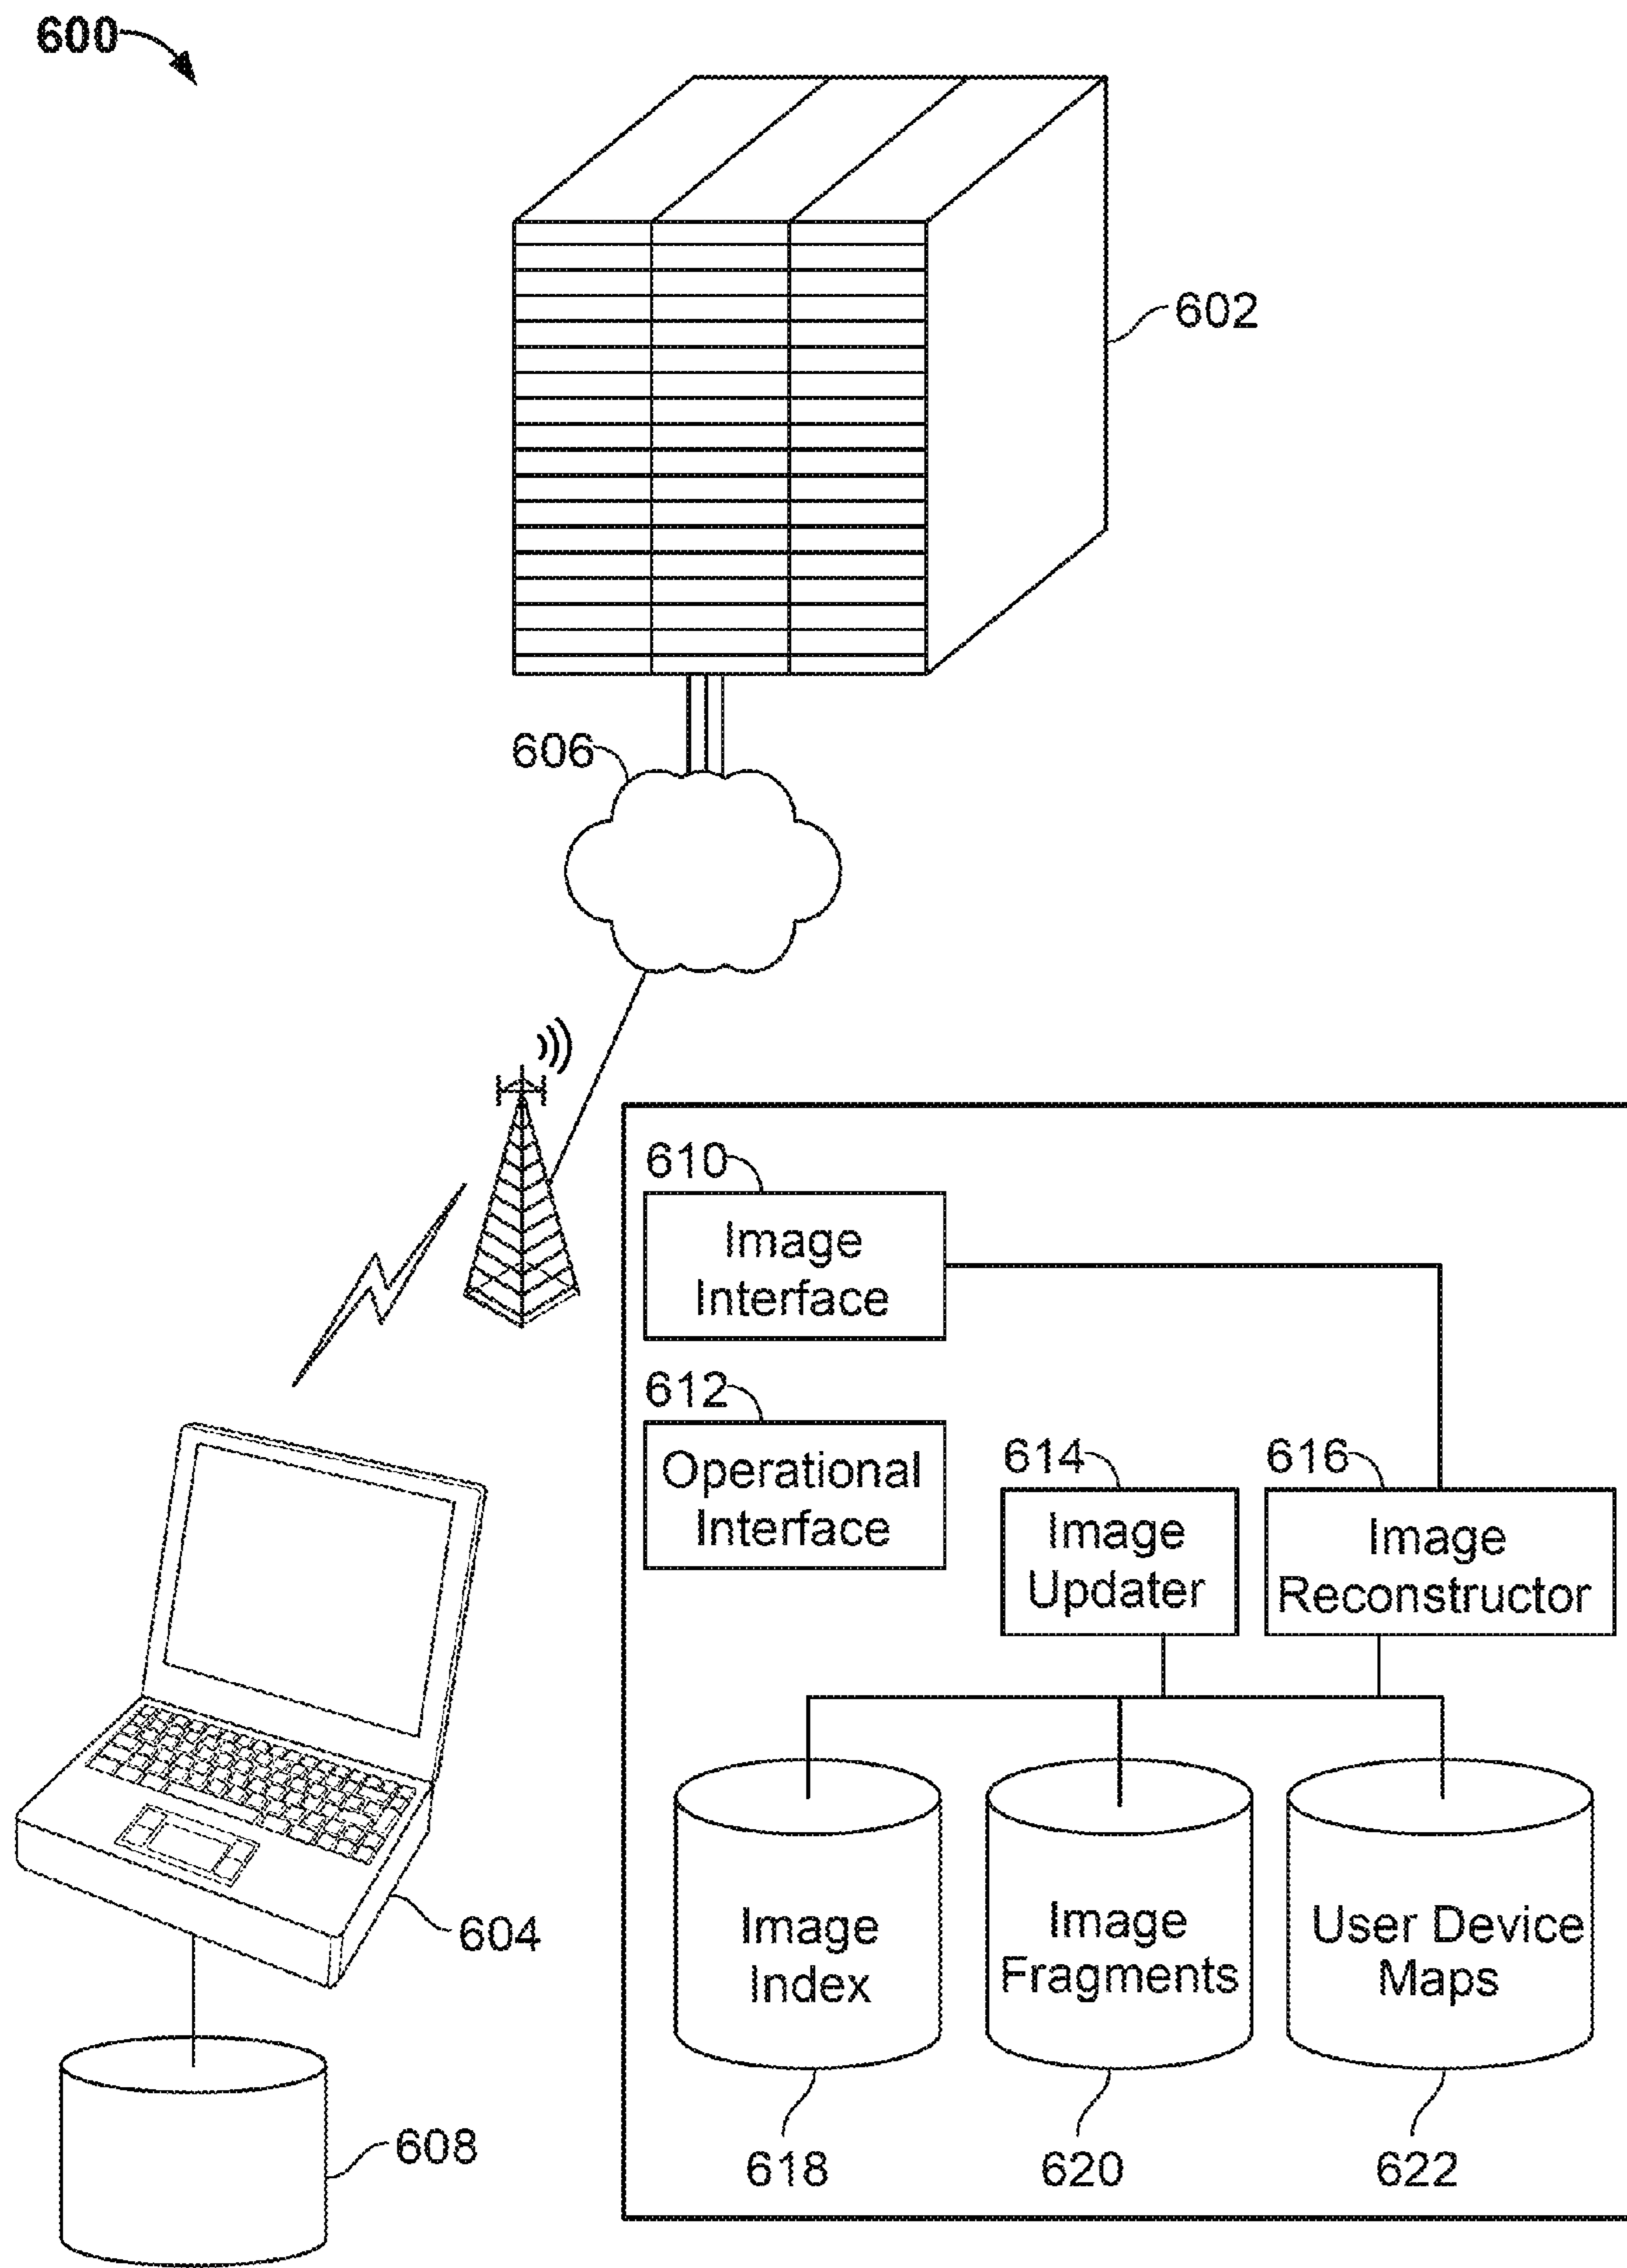 600
602
606
610
Image
Interface
612
Operational
Interface
614
Image
Updater
616
Image
Reconstructor
604
608
Image
Index
Image
Fragments
User Device
Maps
618
620
622